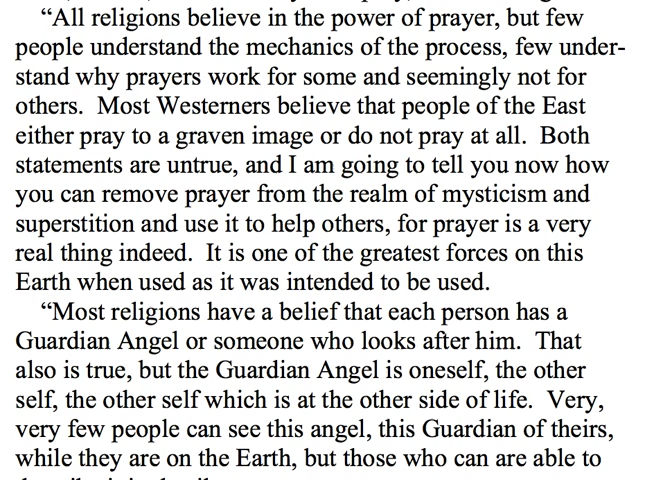 “All religions believe in the power of prayer, but few
people understand the mechanics of the process, few under-
stand why prayers work for some and seemingly not for
others. Most Westerners believe that people of the East
either pray to a graven image or do not pray at all. Both
statements are untrue, and I am going to tell you now how
you can remove prayer from the realm of mysticism and
superstition and use it to help others, for prayer is a very
real thing indeed. It is one of the greatest forces on this
Earth when used as it was intended to be used.
“Most religions have a belief that each person has a
Guardian Angel or someone who looks after him. That
also is true, but the Guardian Angel is oneself, the other
self, the other self which is at the other side of life. Very,
very few people can see this angel, this Guardian of theirs,
while they are on the Earth, but those who can are able to